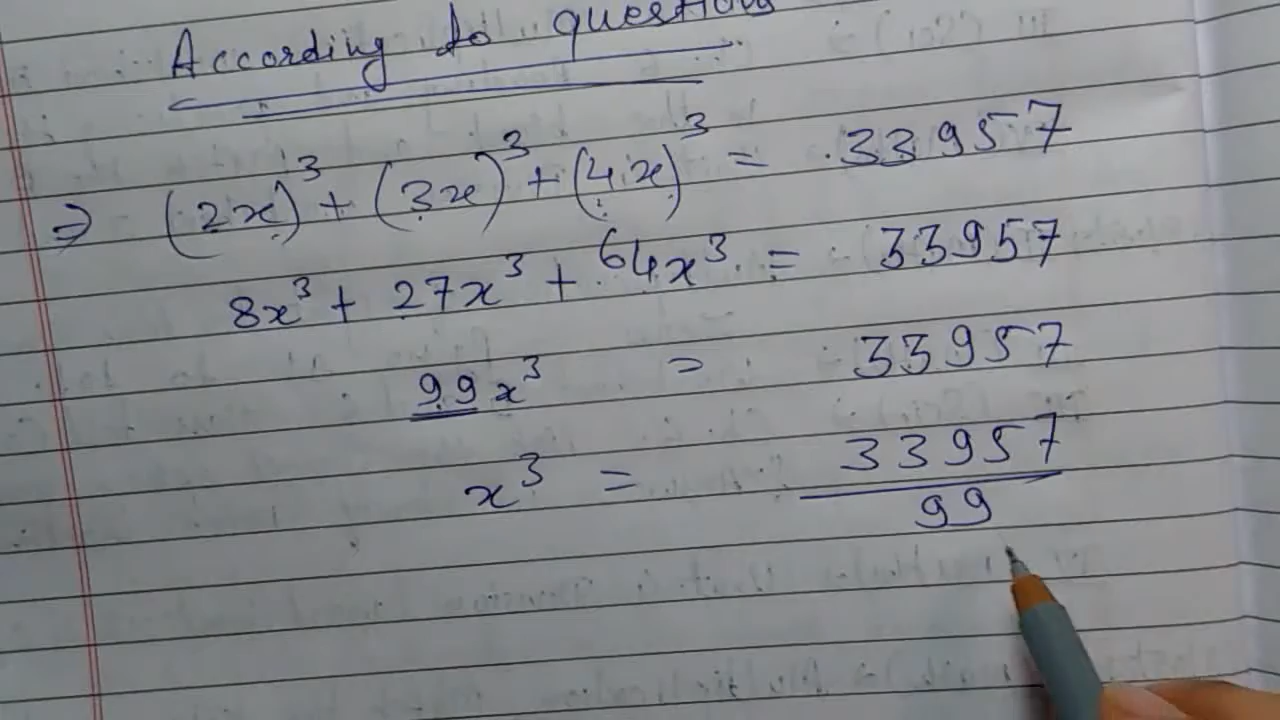 According to question
⇒ (2x)³ + (3x)³ + (4x)³ = 33957
8x³ + 27x³ + 64x³ = 33957
99x³ = 33957
x³ = 33957/99